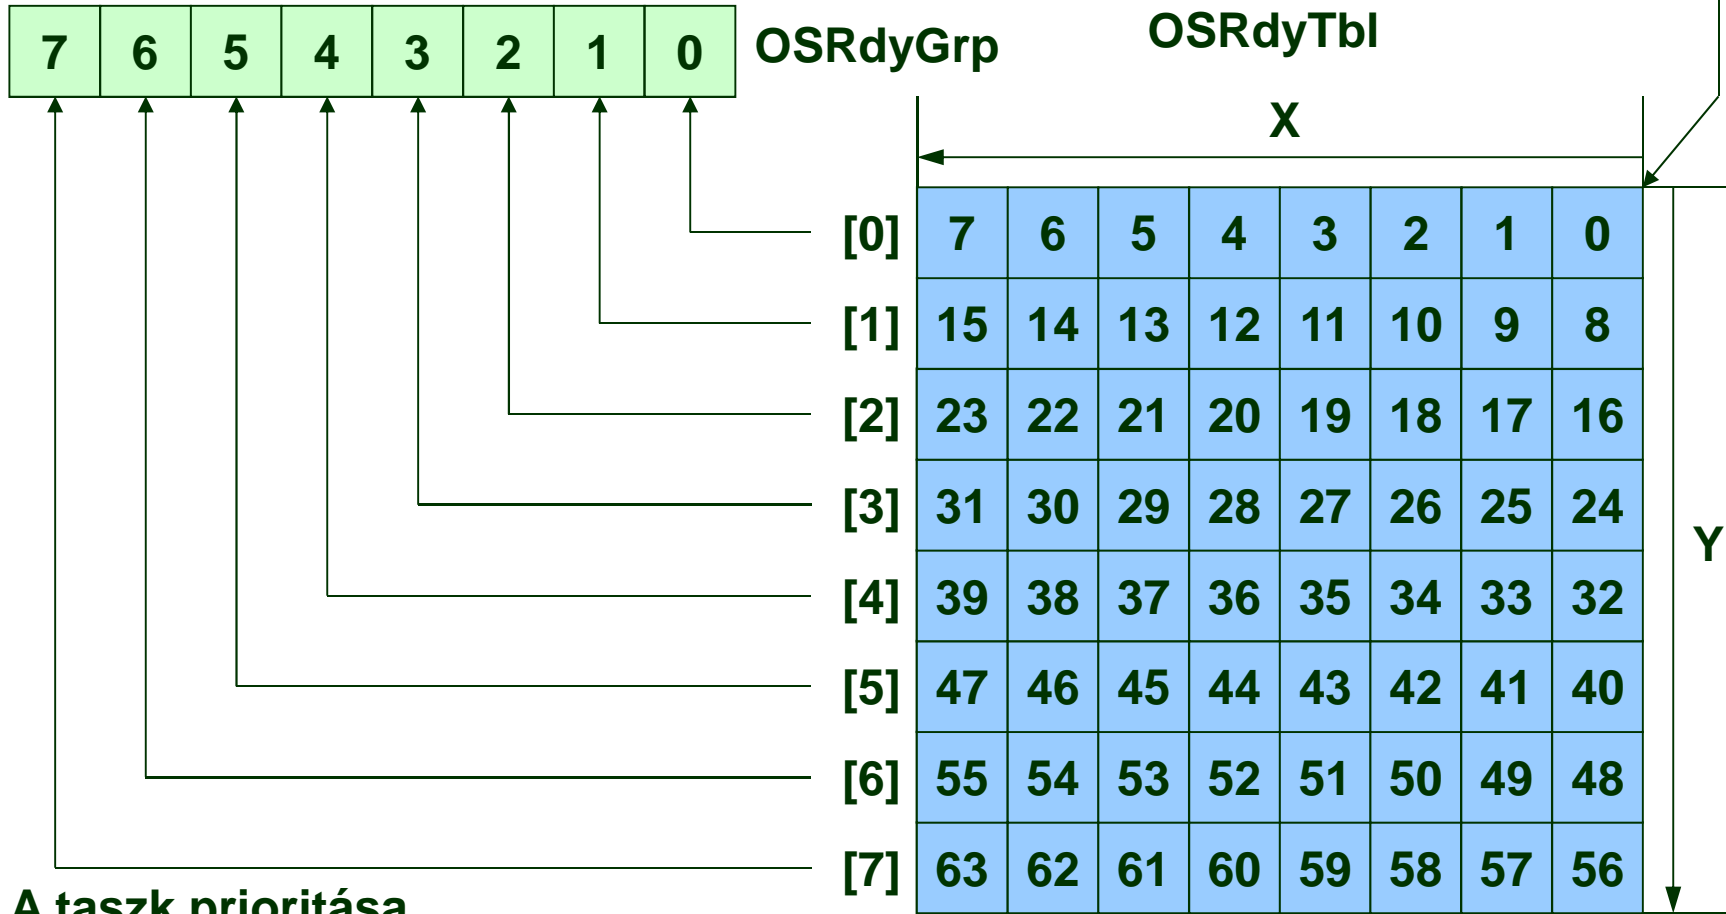 7 6 5 4 3 2 1 0 OSRdyGrp OSRdyTbl
X
[0] 7 6 5 4 3 2 1 0
[1] 15 14 13 12 11 10 9 8
[2] 23 22 21 20 19 18 17 16
[3] 31 30 29 28 27 26 25 24
Y
[4] 39 38 37 36 35 34 33 32
[5] 47 46 45 44 43 42 41 40
[6] 55 54 53 52 51 50 49 48
[7] 63 62 61 60 59 58 57 56
A taszk prioritása